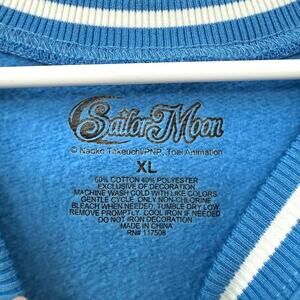 Sailor Moon
© Naoko Takeuchi/PNP, Toei Animation
XL
60% COTTON 40% POLYESTER
EXCLUSIVE OF DECORATION
MACHINE WASH COLD WITH LIKE COLORS
GENTLE CYCLE. ONLY NON-CHLORINE
BLEACH WHEN NEEDED. TUMBLE DRY LOW.
REMOVE PROMPTLY. COOL IRON IF NEEDED
DO NOT IRON DECORATION
MADE IN CHINA
RN# 117508